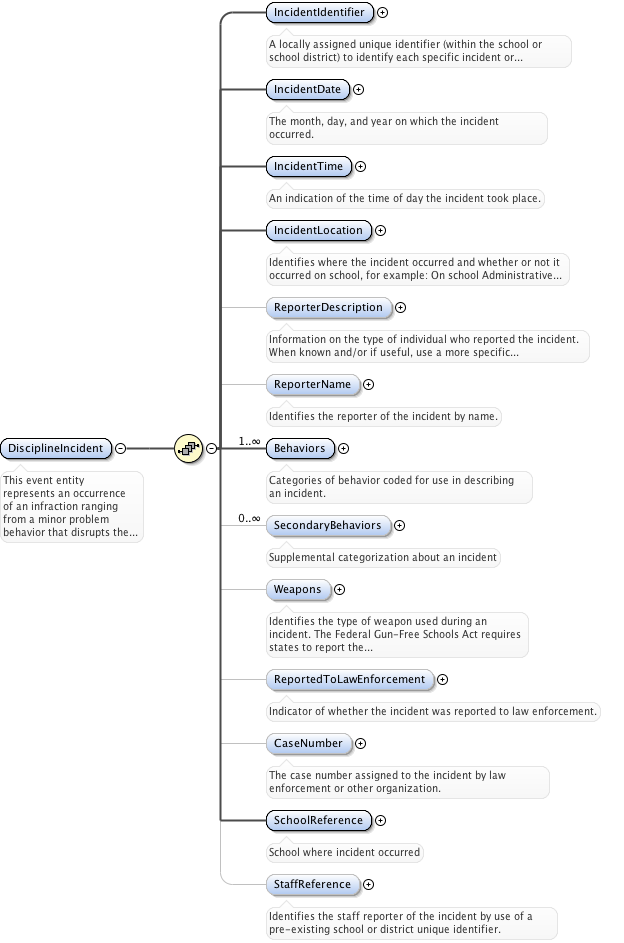 IncidentIdentifier
A locally assigned unique identifier (within the school or
school district) to identify each specific incident or...
IncidentDate
The month, day, and year on which the incident
occurred.
IncidentTime
An indication of the time of day the incident took place.
IncidentLocation
Identifies where the incident occurred and whether or not it
occurred on school, for example: On school Administrative...
ReporterDescription
Information on the type of individual who reported the incident.
When known and/or if useful, use a more specific...
ReporterName
Identifies the reporter of the incident by name.
DisciplineIncident
This event entity
represents an occurrence
of an infraction ranging
from a minor problem
behavior that disrupts the...
1..∞
Behaviors
Categories of behavior coded for use in describing
an incident.
0..∞
SecondaryBehaviors
Supplemental categorization about an incident
Weapons
Identifies the type of weapon used during an
incident. The Federal Gun-Free Schools Act requires
states to report the...
ReportedToLawEnforcement
Indicator of whether the incident was reported to law enforcement.
CaseNumber
The case number assigned to the incident by law
enforcement or other organization.
SchoolReference
School where incident occurred
StaffReference
Identifies the staff reporter of the incident by use of a
pre-existing school or district unique identifier.